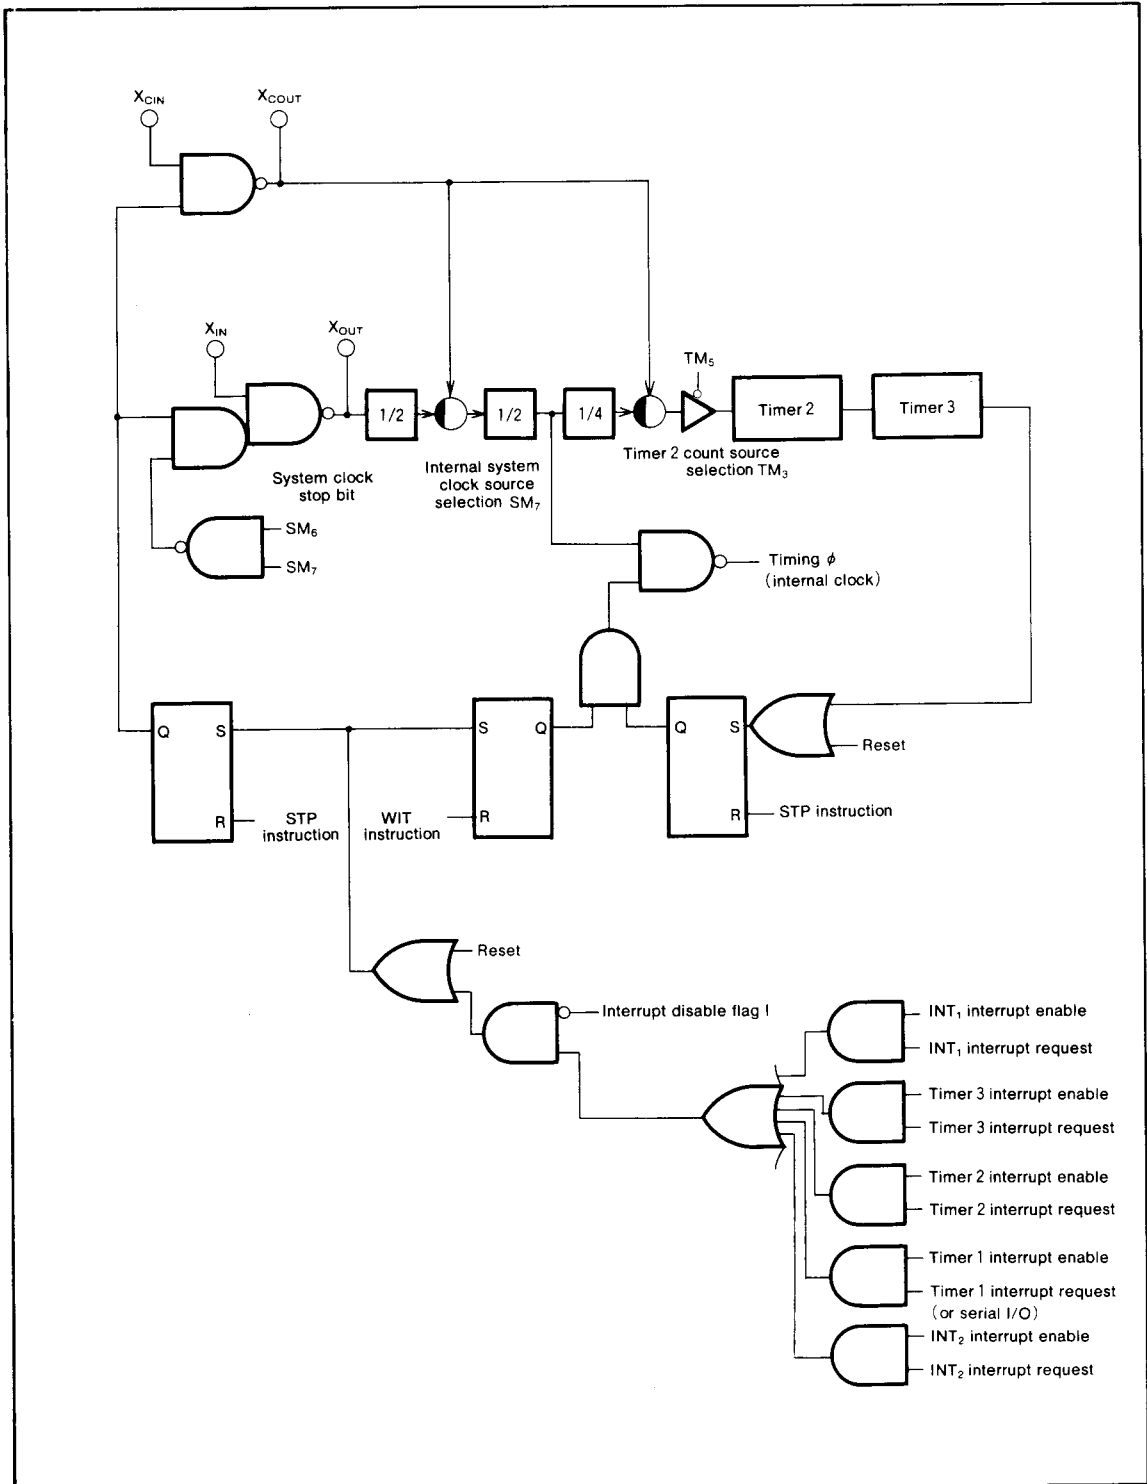 X_CIN
X_COUT
X_IN
X_OUT
TM₅
1/2
1/2
1/4
Timer 2
Timer 3
System clock
stop bit
Internal system
clock source
selection SM₇
Timer 2 count source
selection TM₃
SM₆
SM₇
Timing ϕ
(internal clock)
Q
S
R
STP
instruction
WIT
instruction
S
Q
R
Q
S
R
Reset
STP instruction
Reset
Interrupt disable flag I
INT₁ interrupt enable
INT₁ interrupt request
Timer 3 interrupt enable
Timer 3 interrupt request
Timer 2 interrupt enable
Timer 2 interrupt request
Timer 1 interrupt enable
Timer 1 interrupt request
(or serial I/O)
INT₂ interrupt enable
INT₂ interrupt request